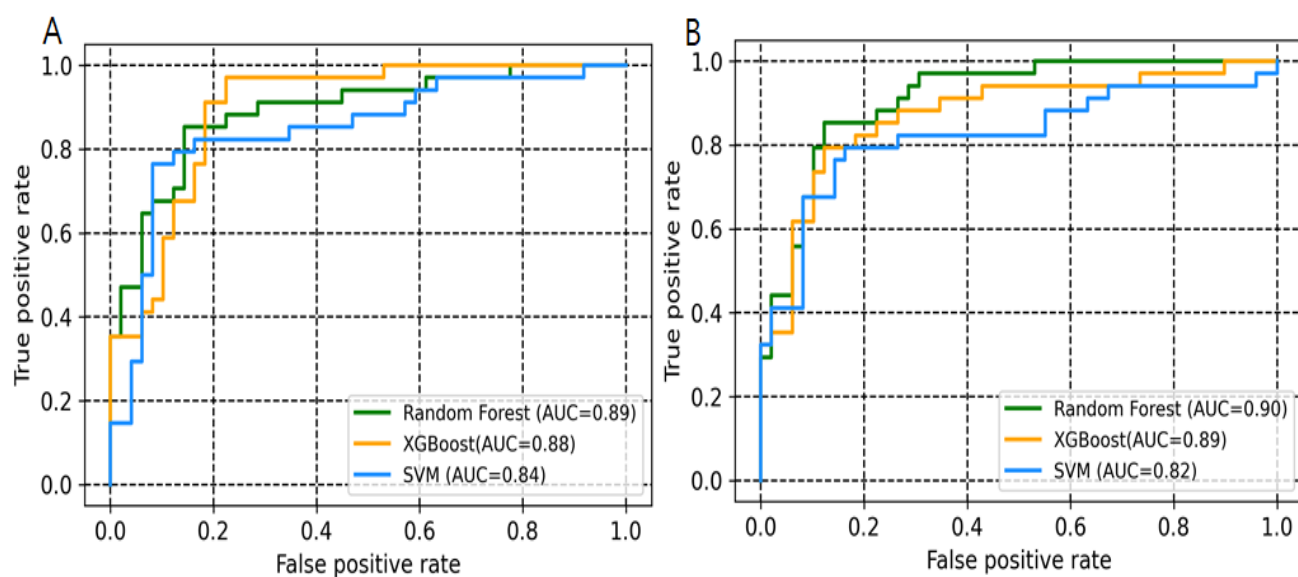 A
1.0
0.8
0.6
0.4
0.2
0.0
True positive rate
Random Forest (AUC=0.89)
XGBoost(AUC=0.88)
SVM (AUC=0.84)
0.0 0.2 0.4 0.6 0.8 1.0
False positive rate
B
1.0
0.8
0.6
0.4
0.2
0.0
True positive rate
Random Forest (AUC=0.90)
XGBoost(AUC=0.89)
SVM (AUC=0.82)
0.0 0.2 0.4 0.6 0.8 1.0
False positive rate